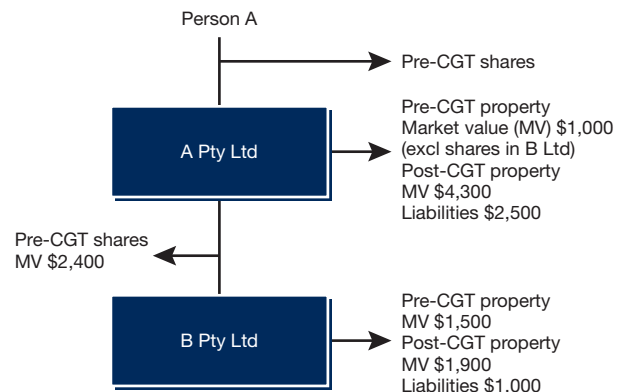 Person A
Pre-CGT shares
A Pty Ltd
Pre-CGT property
Market value (MV) $1,000
(excl shares in B Ltd)
Post-CGT property
MV $4,300
Liabilities $2,500
Pre-CGT shares
MV $2,400
B Pty Ltd
Pre-CGT property
MV $1,500
Post-CGT property
MV $1,900
Liabilities $1,000